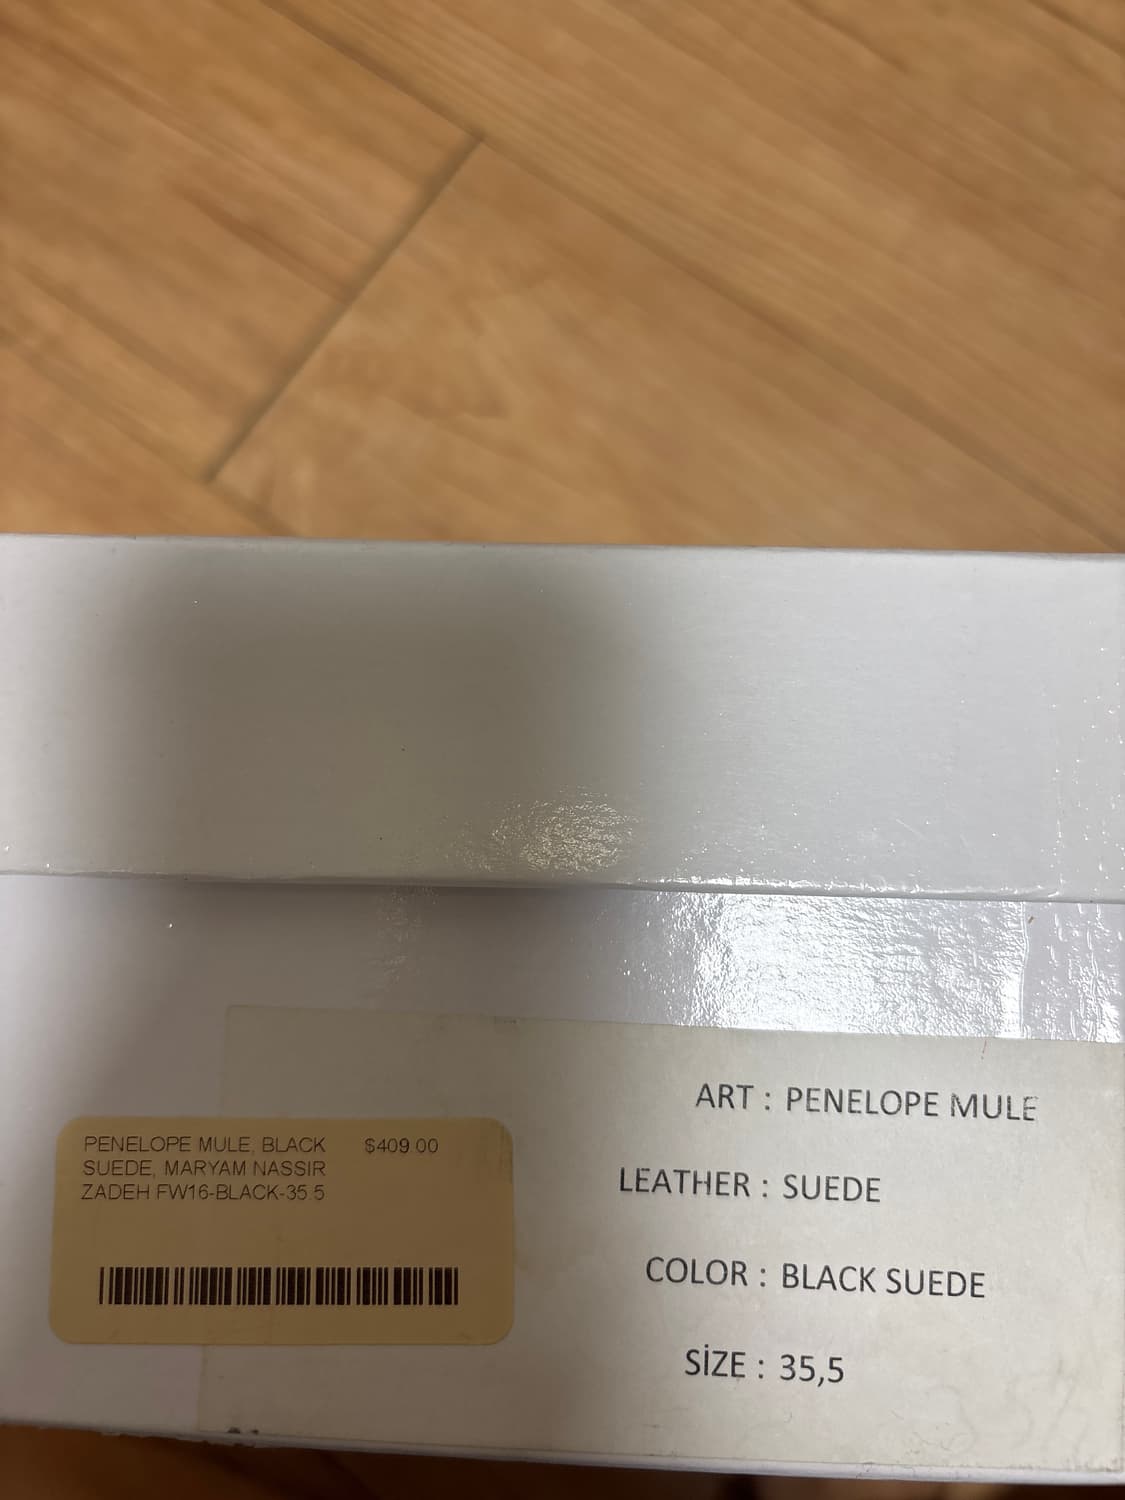 PENELOPE MULE, BLACK $409.00
SUEDE, MARYAM NASSIR
ZADEH FW16-BLACK-35.5
ART : PENELOPE MULE
LEATHER : SUEDE
COLOR : BLACK SUEDE
SİZE : 35,5